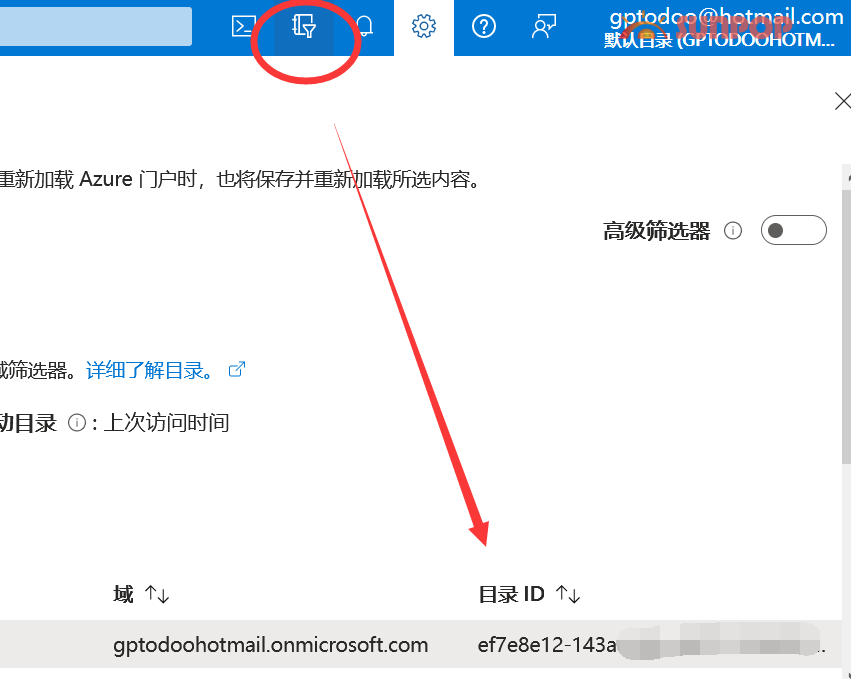 gptodoo@hotmail.com
SUNPOP
默认目录 (GPTODOOHOTM...
重新加载 Azure 门户时，也将保存并重新加载所选内容。
高级筛选器
域筛选器。详细了解目录。
动目录 : 上次访问时间
域
目录 ID
gptodoohotmail.onmicrosoft.com
ef7e8e12-143a